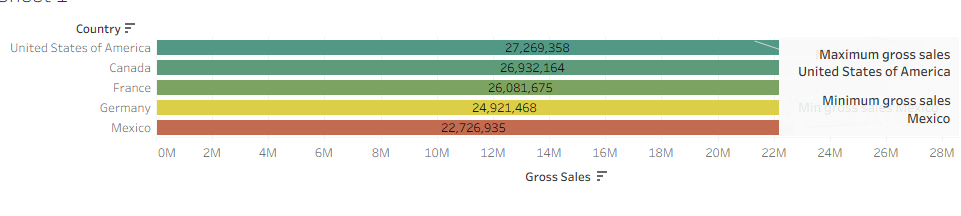 Country
United States of America 27,269,358
Canada 26,932,164
France 26,081,675
Germany 24,921,468
Mexico 22,726,935
Maximum gross sales
United States of America
Minimum gross sales
Mexico
0M 2M 4M 6M 8M 10M 12M 14M 16M 18M 20M 22M 24M 26M 28M
Gross Sales